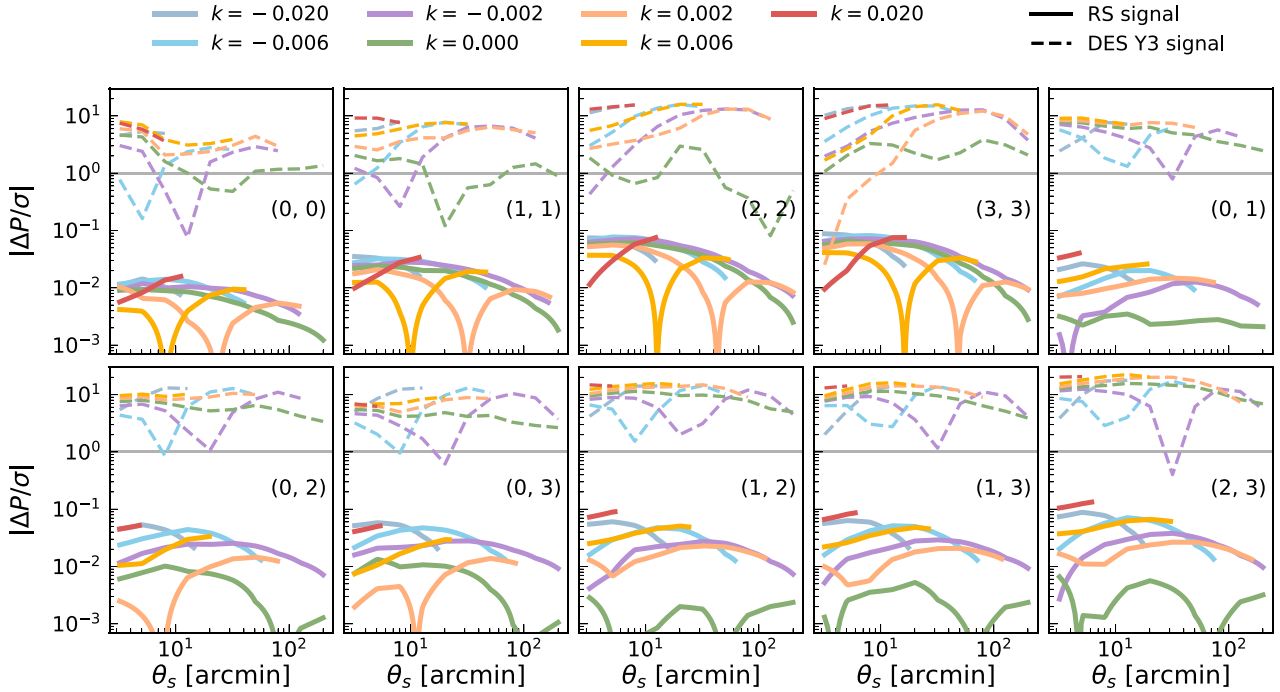 k = −0.020 k = −0.002 k = 0.002 k = 0.020 RS signal
k = −0.006 k = 0.000 k = 0.006 DES Y3 signal
|ΔP/σ|
10¹
10⁰
10⁻¹
10⁻²
10⁻³
(0, 0) (1, 1) (2, 2) (3, 3) (0, 1)
|ΔP/σ|
10¹
10⁰
10⁻¹
10⁻²
10⁻³
(0, 2) (0, 3) (1, 2) (1, 3) (2, 3)
10¹ 10² 10¹ 10² 10¹ 10² 10¹ 10² 10¹ 10²
θₛ [arcmin] θₛ [arcmin] θₛ [arcmin] θₛ [arcmin] θₛ [arcmin]